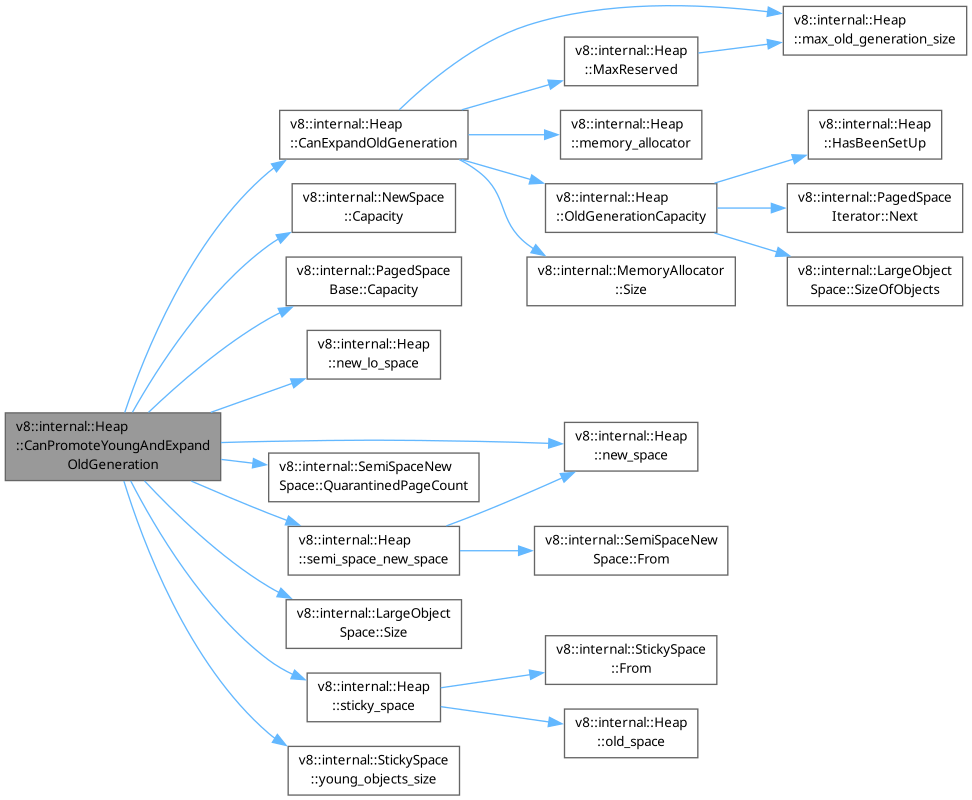 v8::internal::Heap
::CanPromoteYoungAndExpand
OldGeneration
v8::internal::Heap
::CanExpandOldGeneration
v8::internal::Heap
::max_old_generation_size
v8::internal::Heap
::MaxReserved
v8::internal::Heap
::memory_allocator
v8::internal::Heap
::OldGenerationCapacity
v8::internal::Heap
::HasBeenSetUp
v8::internal::PagedSpace
Iterator::Next
v8::internal::LargeObject
Space::SizeOfObjects
v8::internal::MemoryAllocator
::Size
v8::internal::NewSpace
::Capacity
v8::internal::PagedSpace
Base::Capacity
v8::internal::Heap
::new_lo_space
v8::internal::Heap
::new_space
v8::internal::SemiSpaceNew
Space::QuarantinedPageCount
v8::internal::Heap
::semi_space_new_space
v8::internal::SemiSpaceNew
Space::From
v8::internal::LargeObject
Space::Size
v8::internal::Heap
::sticky_space
v8::internal::StickySpace
::From
v8::internal::Heap
::old_space
v8::internal::StickySpace
::young_objects_size